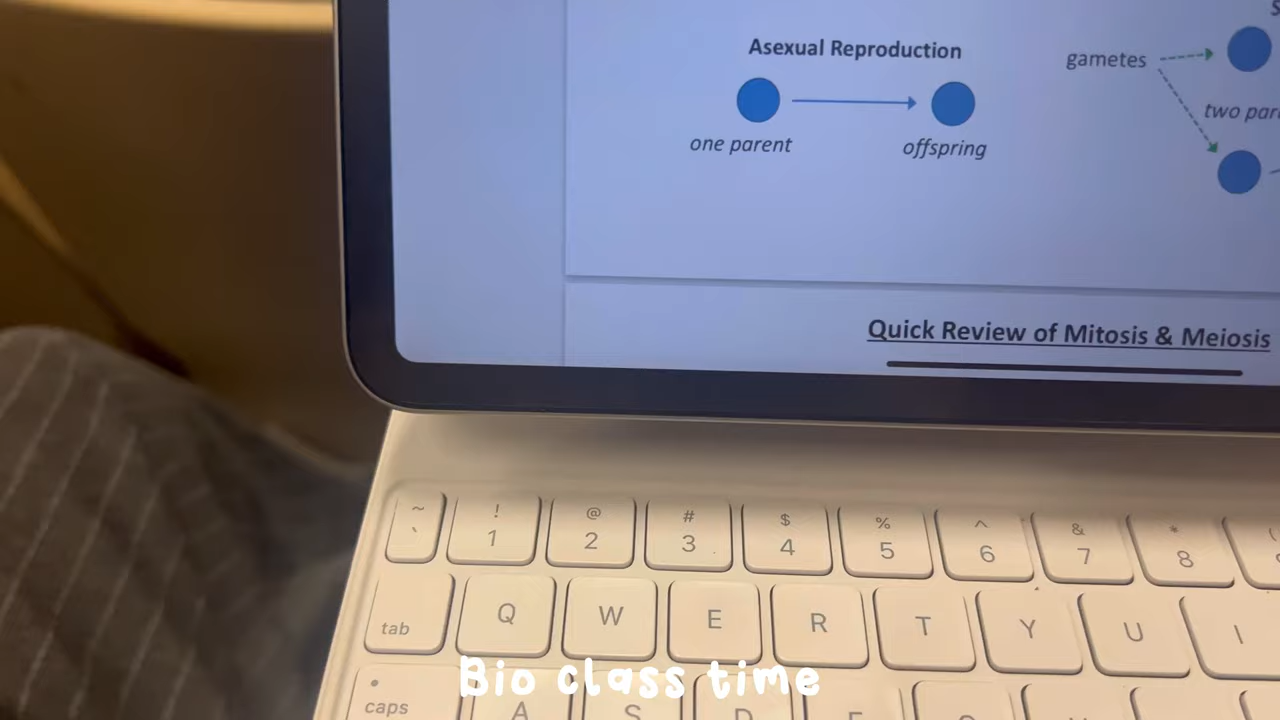 Asexual Reproduction
gametes
one parent
offspring
two
Quick Review of Mitosis & Meiosis
~ ! @ # $ % ^ & * (
` 1 2 3 4 5 6 7 8
tab Q W E R T Y U I
caps A S D
Bio class time